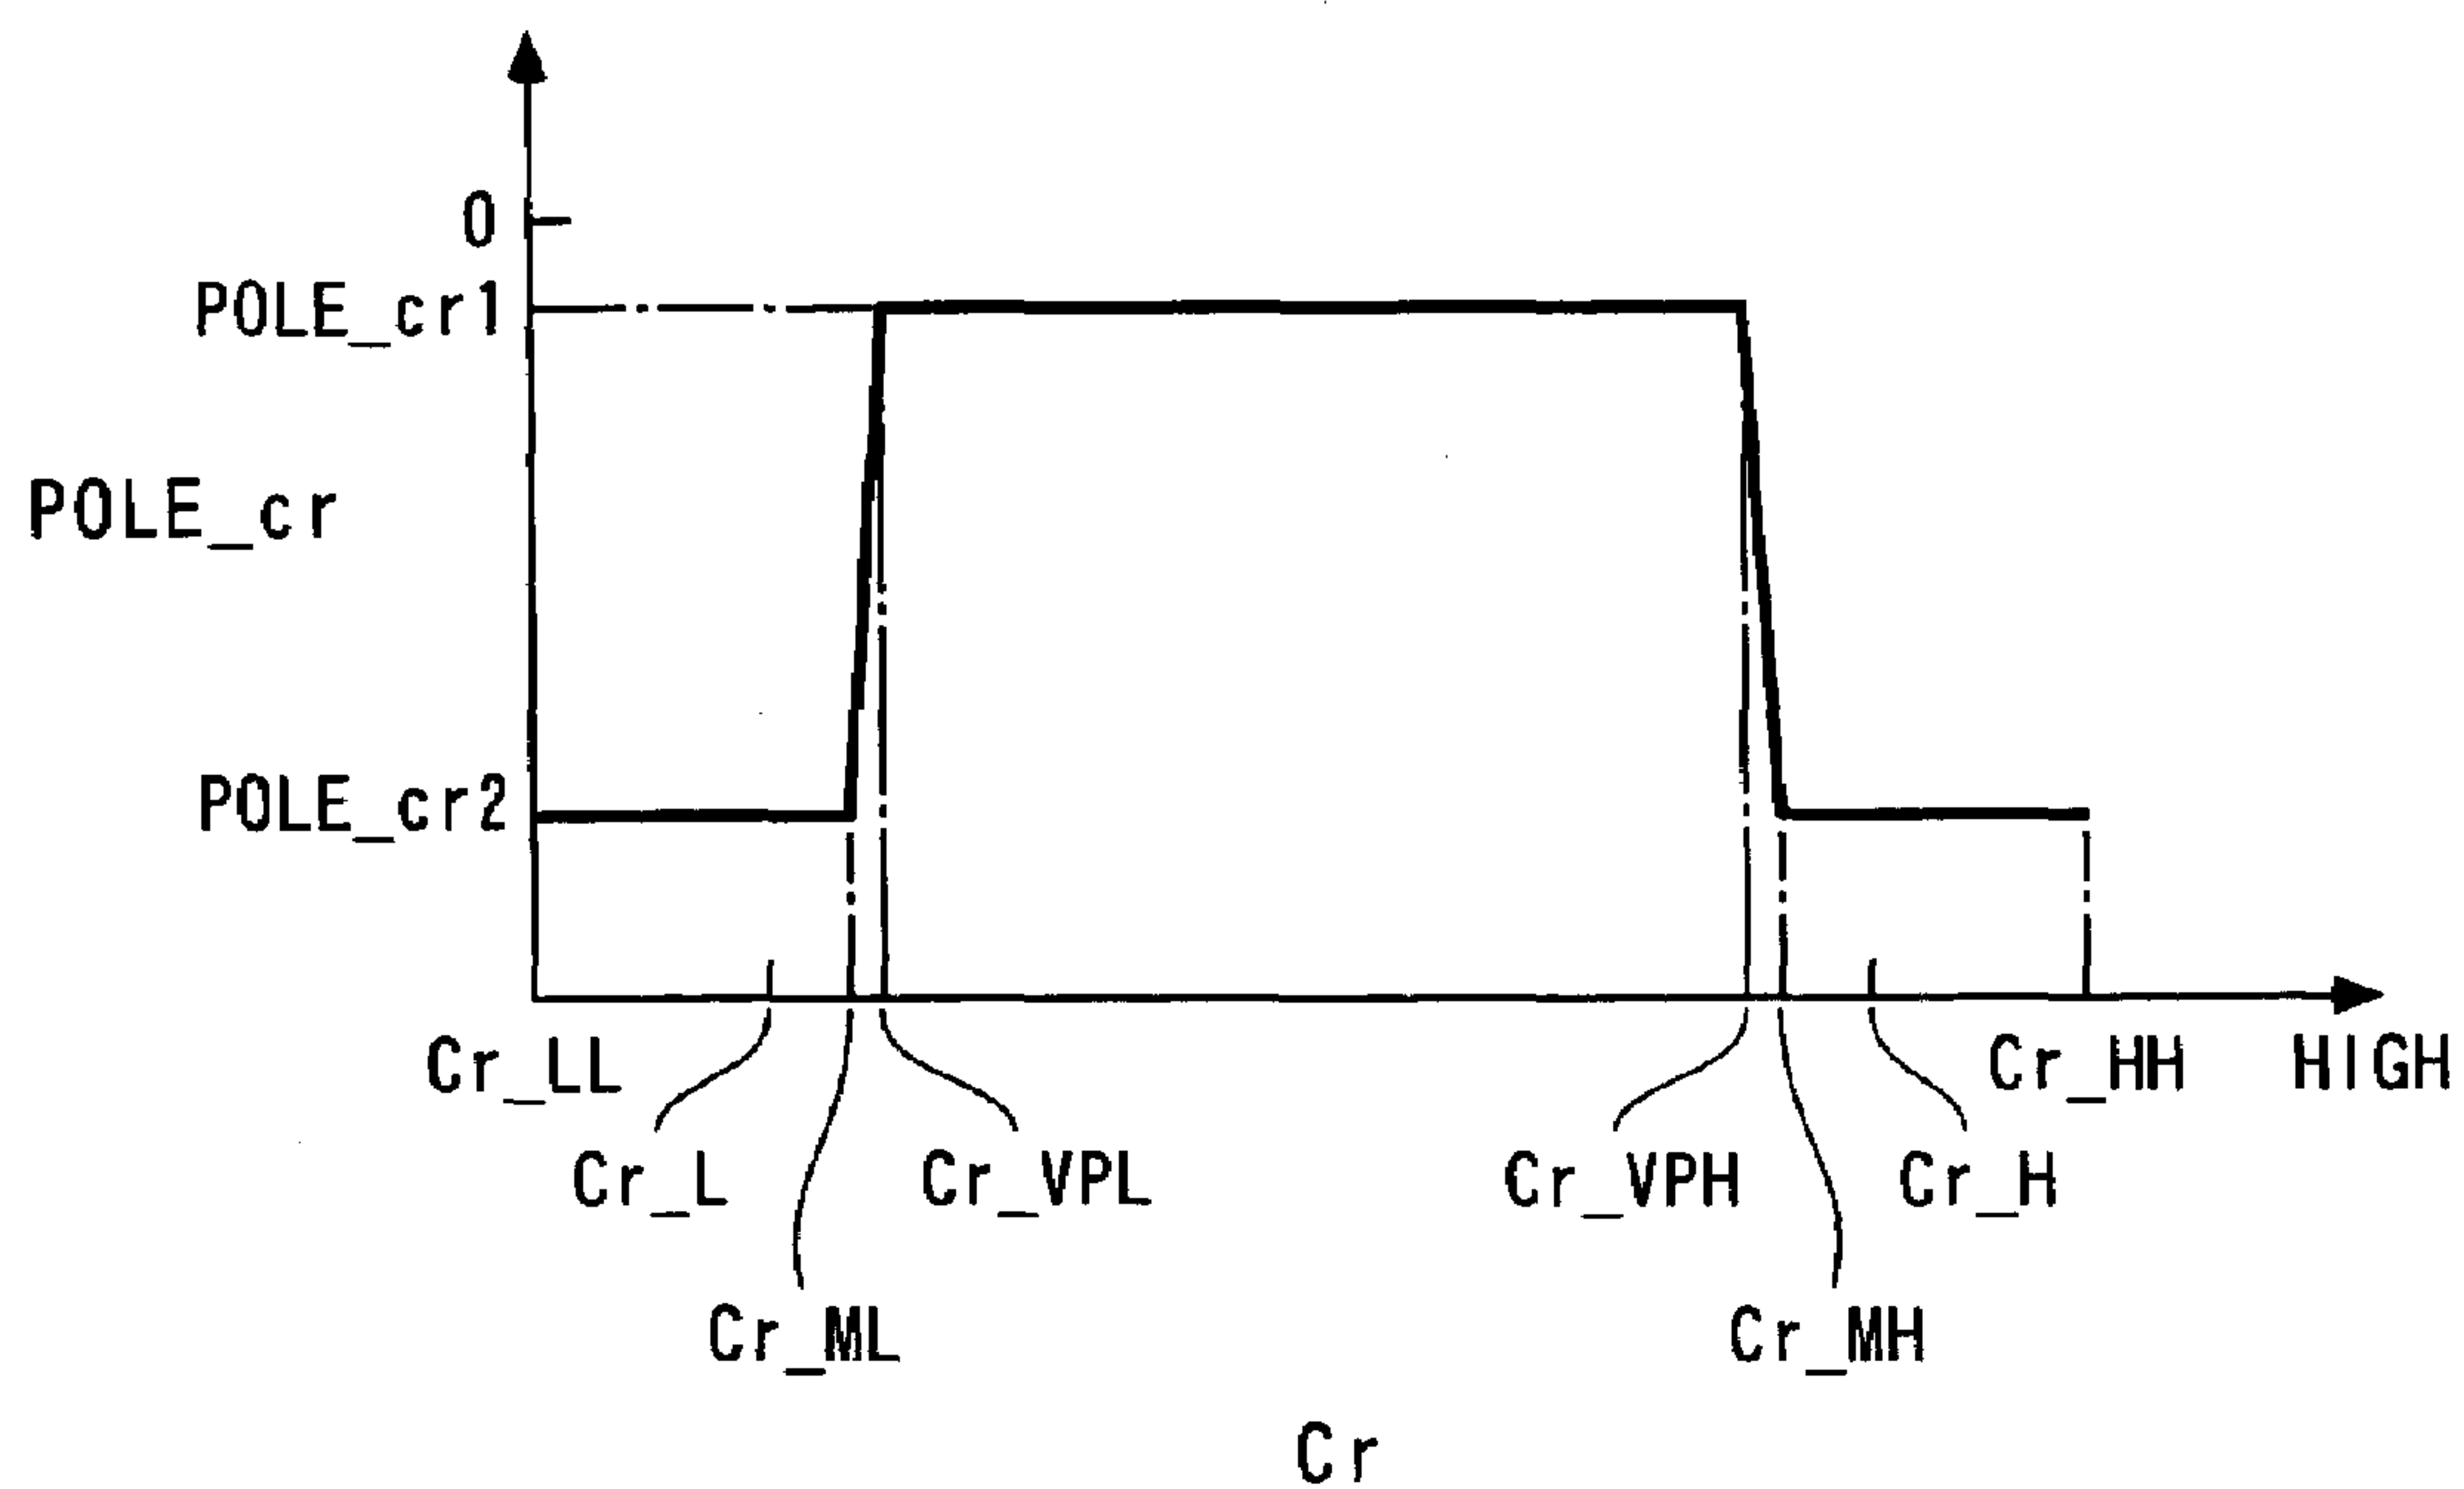 0
POLE_cr1
POLE_cr
POLE_cr2
Cr_LL
Cr_HH
HIGH
Cr_L
Cr_VPL
Cr_VPH
Cr_H
Cr_ML
Cr_MH
Cr